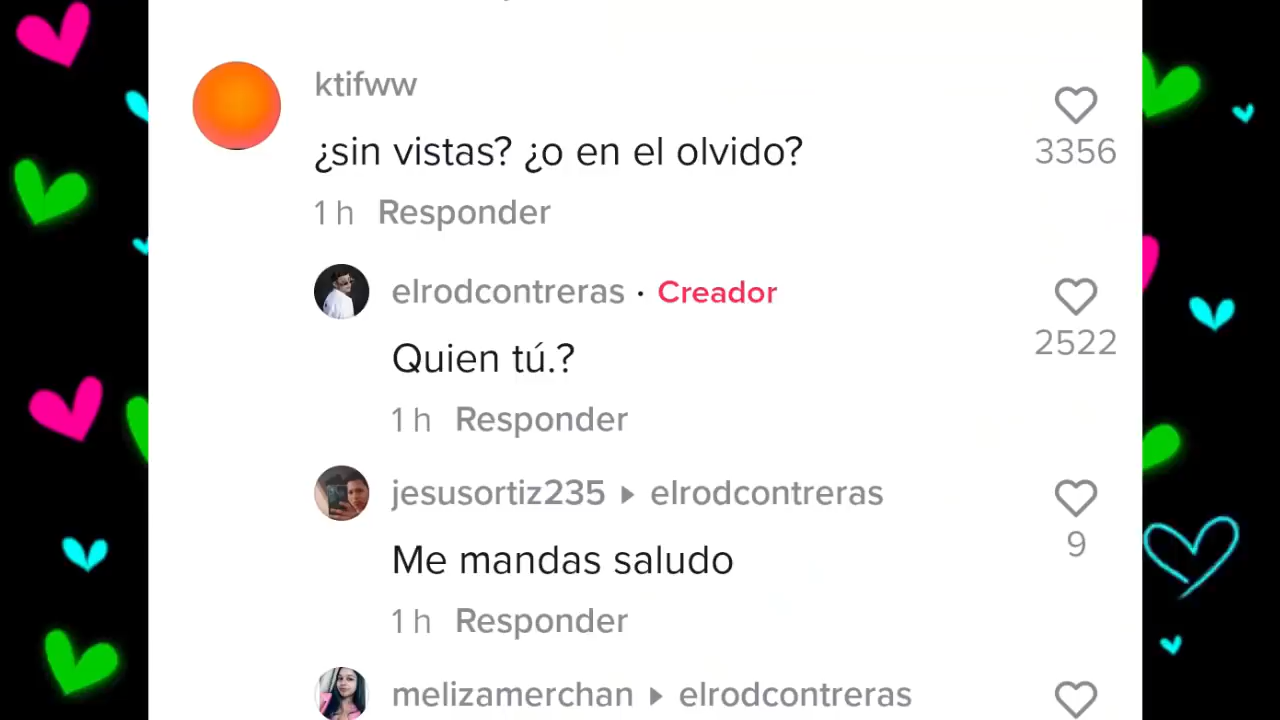 ktifww
¿sin vistas? ¿o en el olvido?
3356
1 h Responder
elrodcontreras · Creador
Quien tú.?
2522
1 h Responder
jesusortiz235 ▸ elrodcontreras
Me mandas saludo
9
1 h Responder
melizamerchan ▸ elrodcontreras